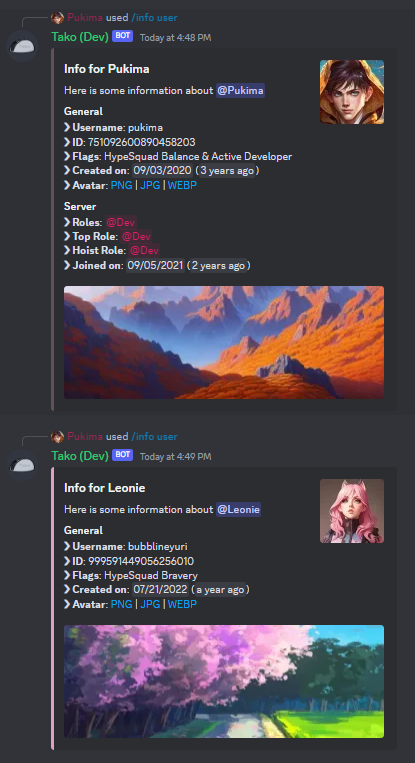 Pukima used /info user
Tako (Dev) BOT Today at 4:48 PM
Info for Pukima
Here is some information about @Pukima
General
❯ Username: pukima
❯ ID: 751092600890458203
❯ Flags: HypeSquad Balance & Active Developer
❯ Created on: 09/03/2020 (3 years ago)
❯ Avatar: PNG | JPG | WEBP
Server
❯ Roles: @Dev
❯ Top Role: @Dev
❯ Hoist Role: @Dev
❯ Joined on: 09/05/2021 (2 years ago)
Pukima used /info user
Tako (Dev) BOT Today at 4:49 PM
Info for Leonie
Here is some information about @Leonie
General
❯ Username: bubblineyuri
❯ ID: 999591449056256010
❯ Flags: HypeSquad Bravery
❯ Created on: 07/21/2022 (a year ago)
❯ Avatar: PNG | JPG | WEBP